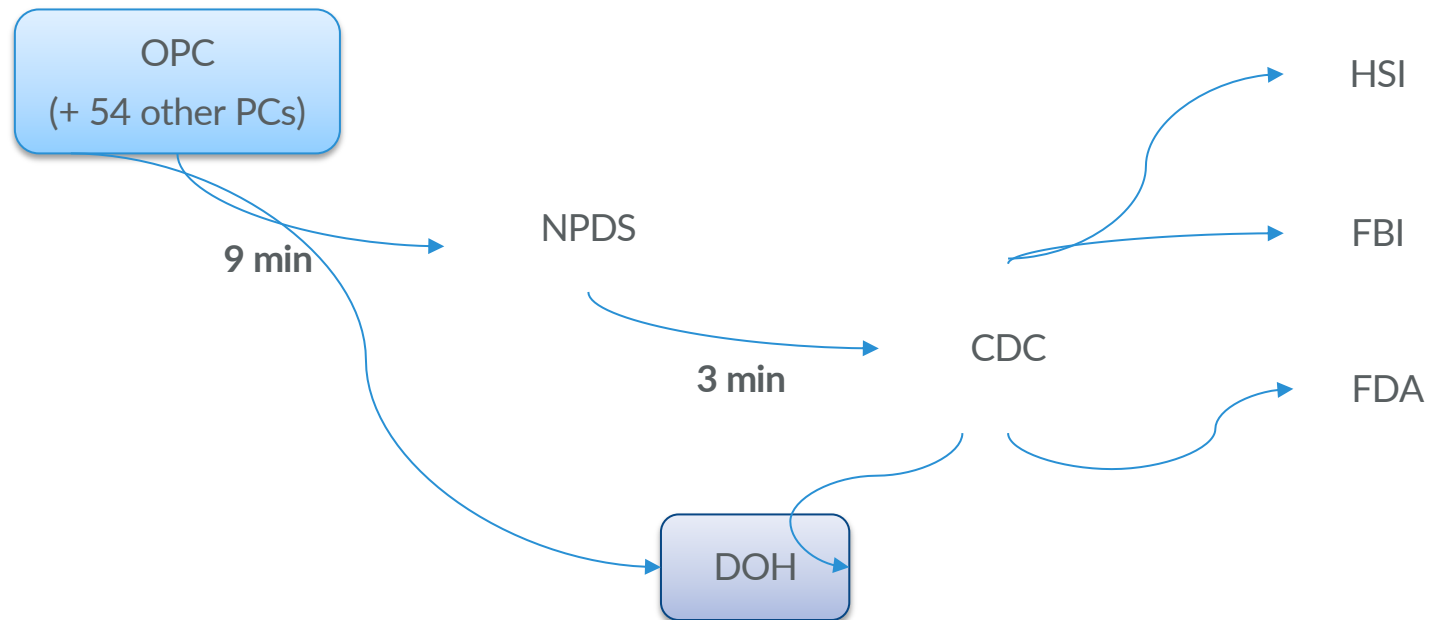 OPC
(+ 54 other PCs)
HSI
NPDS
FBI
9 min
CDC
3 min
FDA
DOH